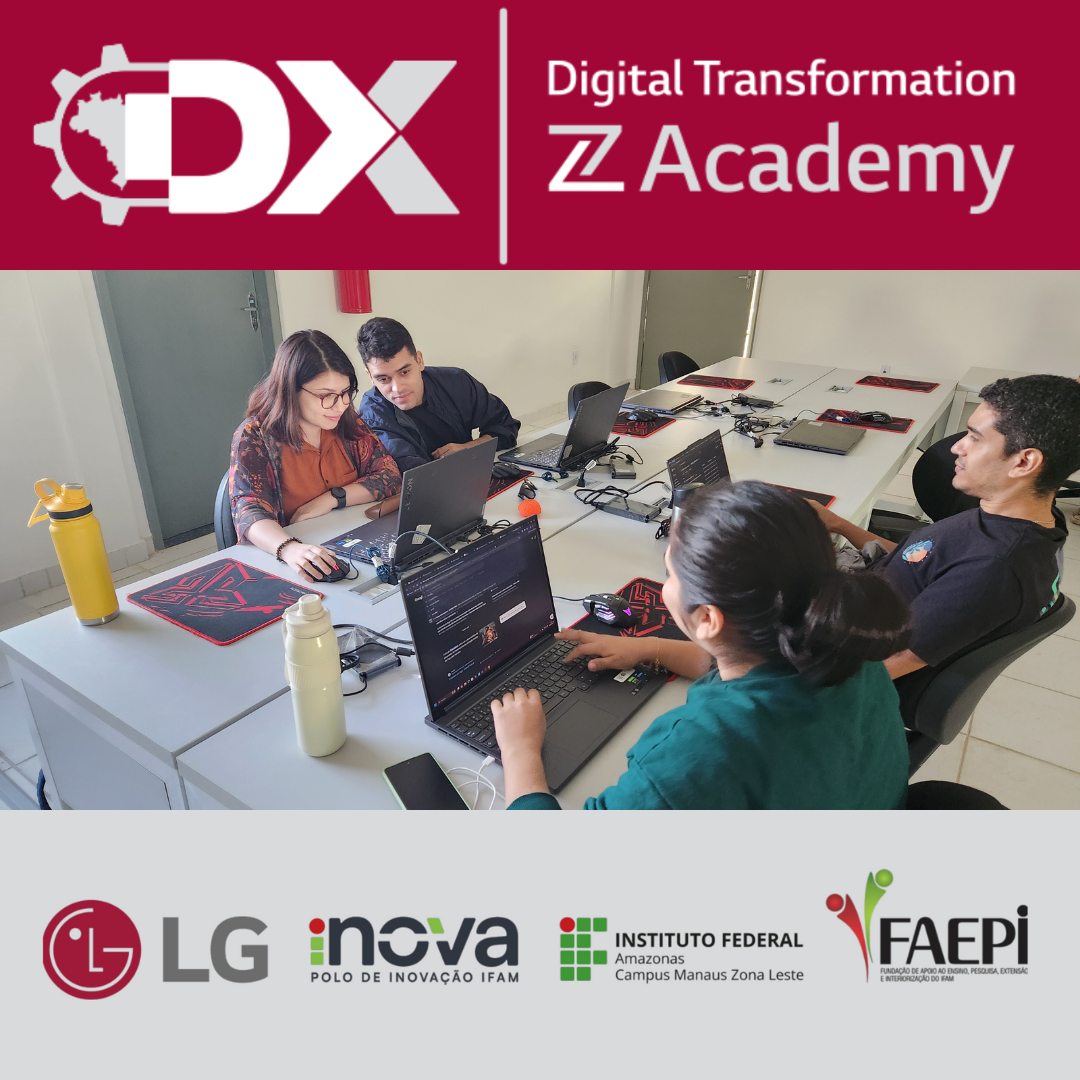 DX
Digital Transformation
Z Academy
LG
inova
POLO DE INOVAÇÃO IFAM
INSTITUTO FEDERAL
Amazonas
Campus Manaus Zona Leste
FAEPI
FUNDAÇÃO DE APOIO AO ENSINO, PESQUISA, EXTENSÃO
E INTERIORIZAÇÃO DO IFAM